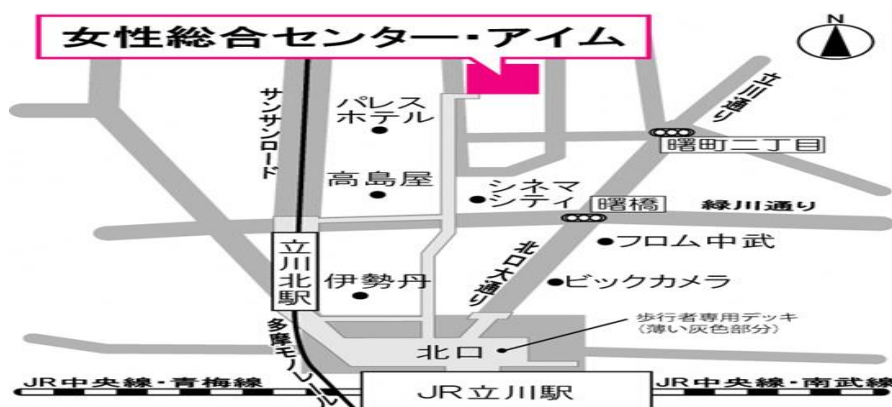 女性総合センター・アイム
N
サンサンロード
パレス
ホテル
立川通り
曙町二丁目
高島屋
シネマ
シティ
曙橋
緑川通り
立川北駅
伊勢丹
北口大通り
フロム中武
ビックカメラ
歩行者専用デッキ
(薄い灰色部分)
多摩モノレール
北口
JR中央線・青梅線
JR立川駅
JR中央線・南武線